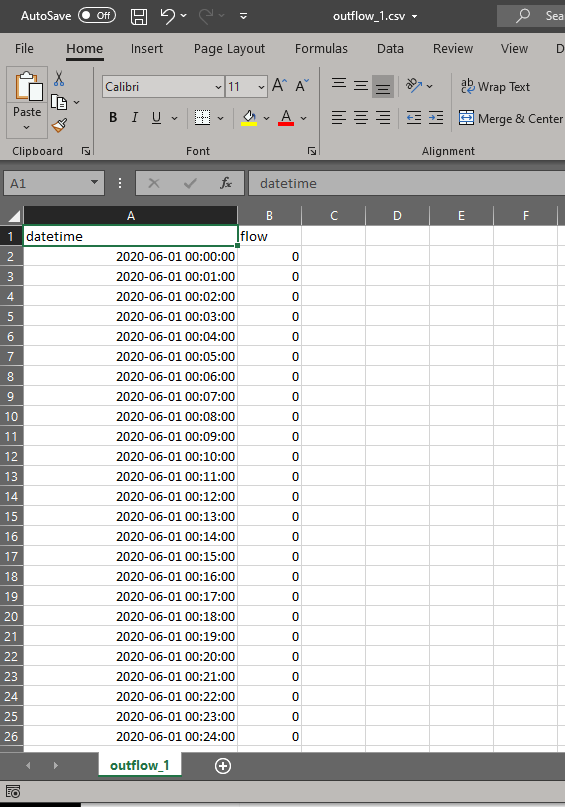 AutoSave Off outflow_1.csv Sea
File Home Insert Page Layout Formulas Data Review View D
Paste Calibri 11 A A ab Wrap Text
B I U A Merge & Center
Clipboard Font Alignment
A1 fx datetime
A B C D E F
1 datetime flow
2 2020-06-01 00:00:00 0
3 2020-06-01 00:01:00 0
4 2020-06-01 00:02:00 0
5 2020-06-01 00:03:00 0
6 2020-06-01 00:04:00 0
7 2020-06-01 00:05:00 0
8 2020-06-01 00:06:00 0
9 2020-06-01 00:07:00 0
10 2020-06-01 00:08:00 0
11 2020-06-01 00:09:00 0
12 2020-06-01 00:10:00 0
13 2020-06-01 00:11:00 0
14 2020-06-01 00:12:00 0
15 2020-06-01 00:13:00 0
16 2020-06-01 00:14:00 0
17 2020-06-01 00:15:00 0
18 2020-06-01 00:16:00 0
19 2020-06-01 00:17:00 0
20 2020-06-01 00:18:00 0
21 2020-06-01 00:19:00 0
22 2020-06-01 00:20:00 0
23 2020-06-01 00:21:00 0
24 2020-06-01 00:22:00 0
25 2020-06-01 00:23:00 0
26 2020-06-01 00:24:00 0
outflow_1